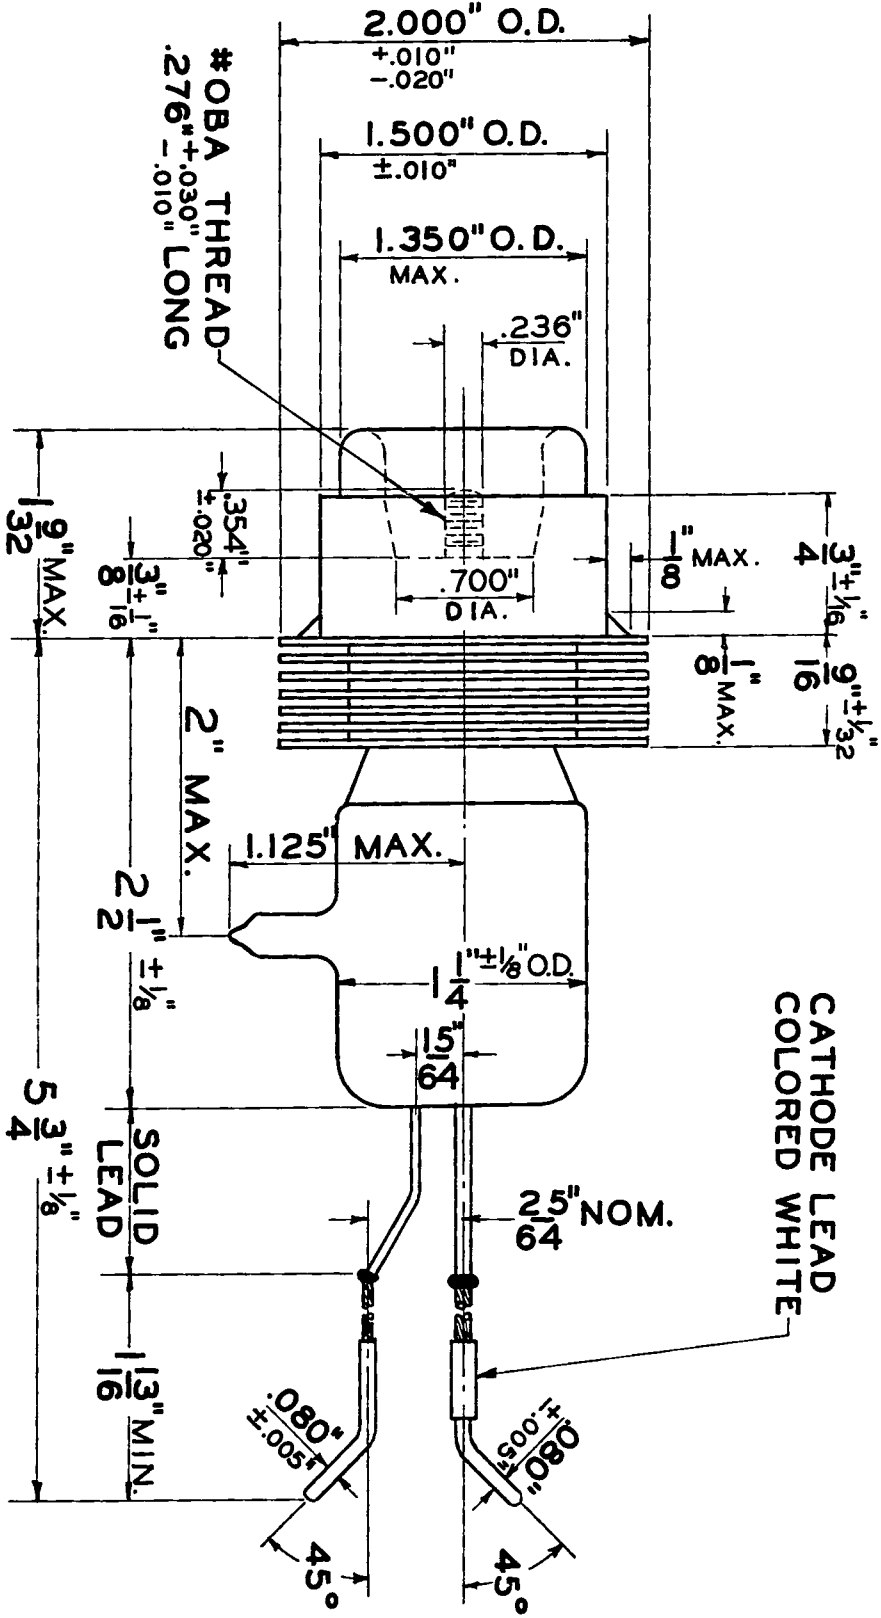 2.000" O.D.
+.010"
-.020"
1.500" O.D.
±.010"
1.350" O.D.
MAX.
.236"
DIA.
#OBA THREAD
.276" +.030" -.010" LONG
1 9/32" MAX.
.354"
±.020"
3/8" ± 1/16"
.700"
DIA.
1/8" MAX.
3/4" ± 1/16
1/8" MAX.
9/16" ± 1/32
2" MAX.
1.125" MAX.
2 1/2" ± 1/8"
1 1/4" ± 1/8" O.D.
15/64"
CATHODE LEAD
COLORED WHITE
5 3/4" ± 1/8"
SOLID
LEAD
25/64" NOM.
1 13/16" MIN.
.080"
±.005"
.080"
±.005"
45°
45°